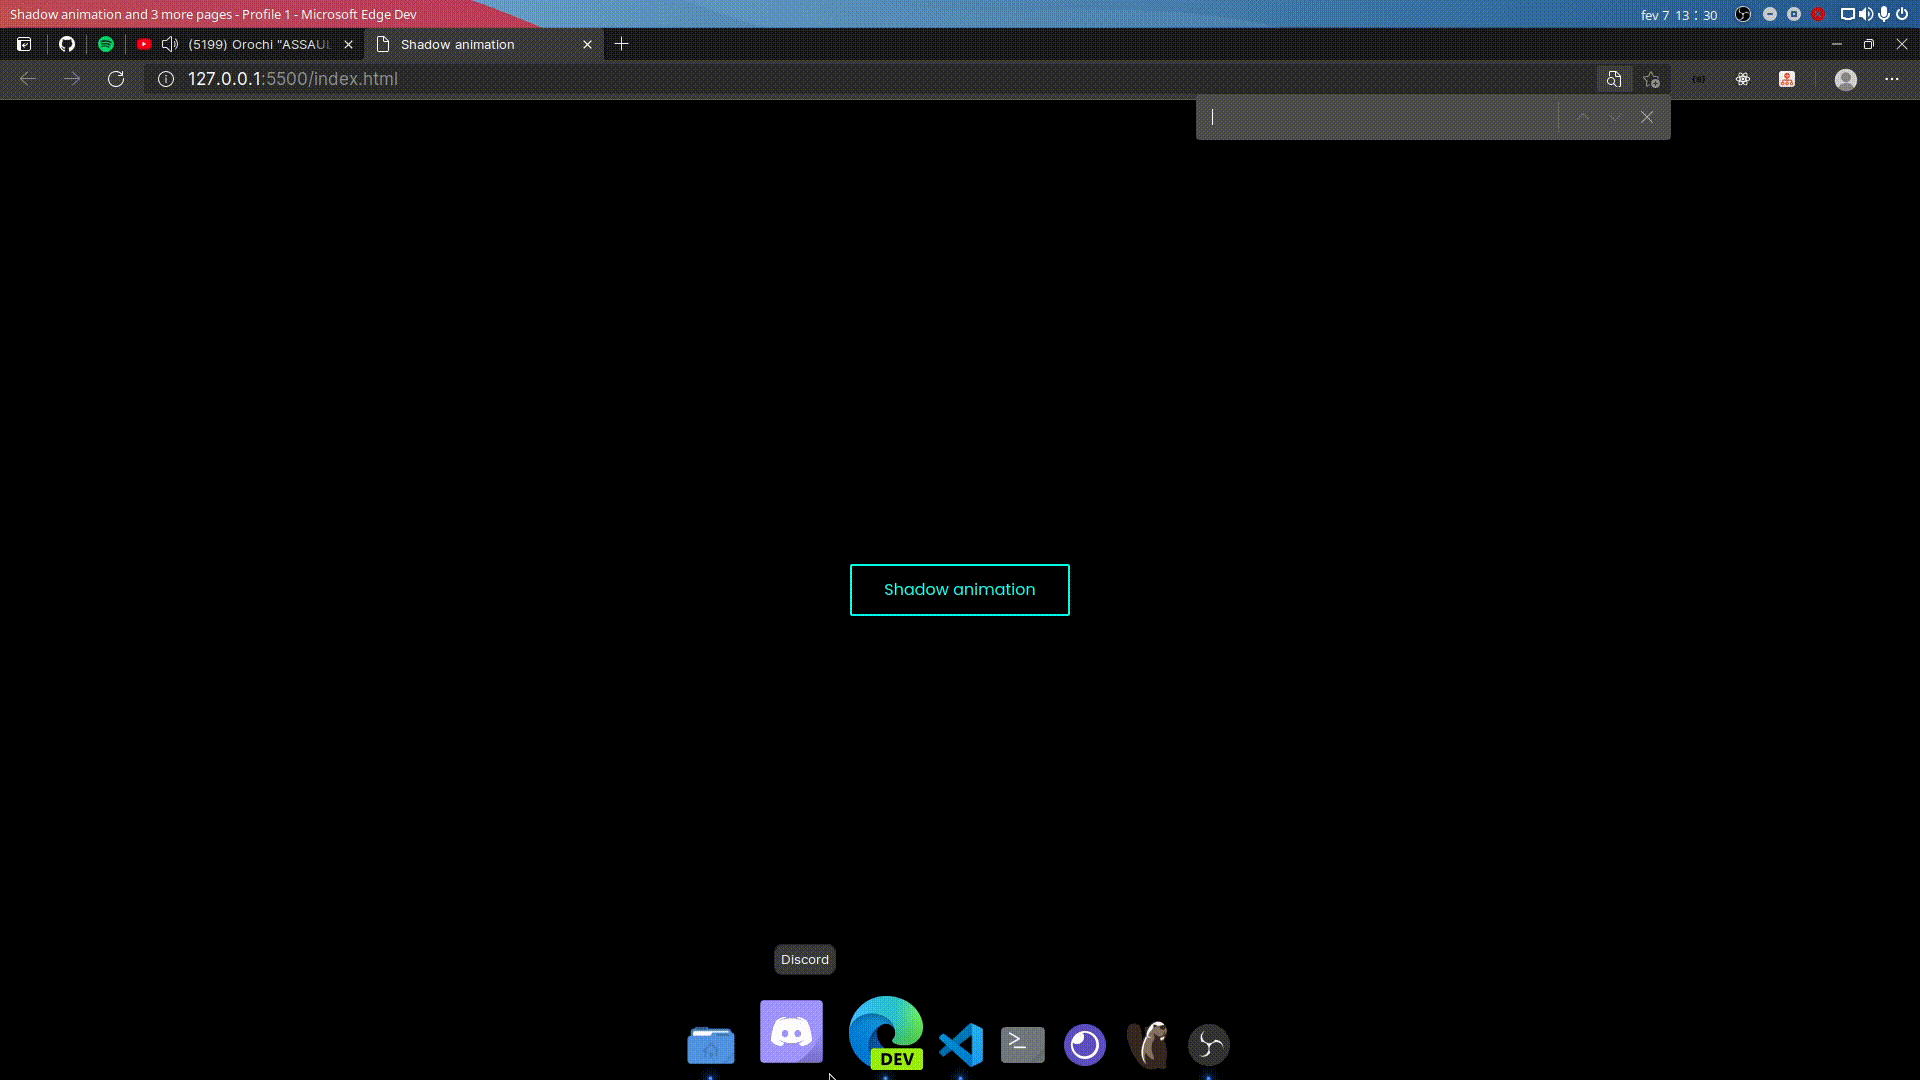 Shadow animation and 3 more pages - Profile 1 - Microsoft Edge Dev
fev 7 13 : 30
(5199) Orochi "ASSAUL
Shadow animation
127.0.0.1:5500/index.html
Shadow animation
Discord
DEV